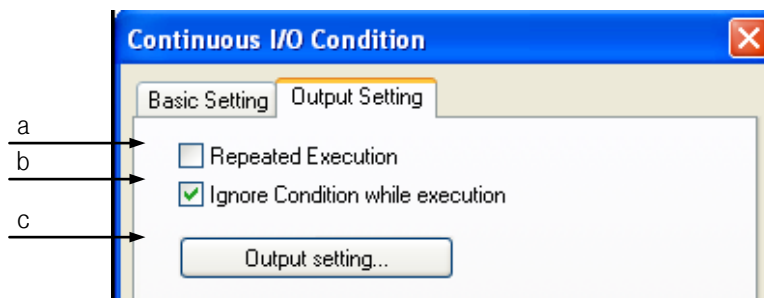 Continuous I/O Condition
Basic Setting
Output Setting
a
Repeated Execution
b
Ignore Condition while execution
c
Output setting...